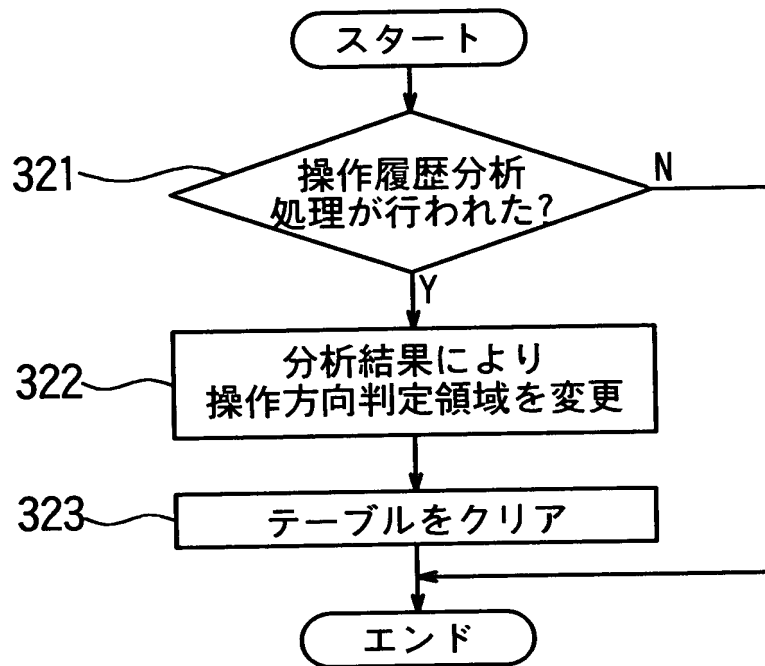 スタート
321
操作履歴分析
処理が行われた?
N
Y
322
分析結果により
操作方向判定領域を変更
323
テーブルをクリア
エンド